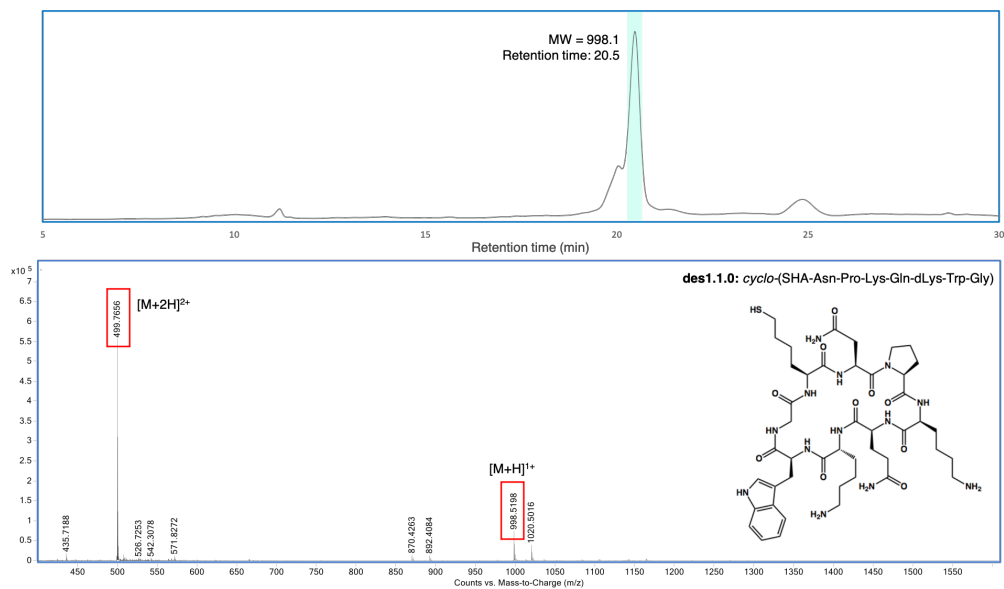 MW = 998.1
Retention time: 20.5
5
10
15
20
25
30
Retention time (min)
x10 5
7
6.5
6
5.5
5
4.5
4
3.5
3
2.5
2
1.5
1
0.5
0
499.7656
[M+2H]2+
des1.1.0: cyclo-(SHA-Asn-Pro-Lys-Gln-dLys-Trp-Gly)
HS
O
H2N
O
O
N
H
N
O
NH
O
O
NH
HN
O
H
N
O
HN
O
H
N
O
NH2
NH2
O
HN
H2N
[M+H]1+
998.5198
1020.5016
435.7188
526.7253
542.3078
571.8272
870.4263
892.4084
450
500
550
600
650
700
750
800
850
900
950
1000
1050
1100
1150
1200
1250
1300
1350
1400
1450
1500
1550
Counts vs. Mass-to-Charge (m/z)